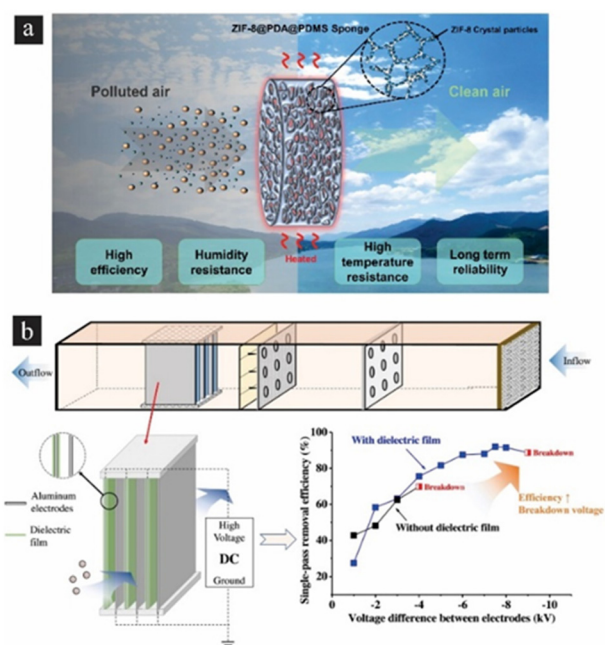 a
ZIF-8@PDA@PDMS Sponge
ZIF-8 Crystal particles
Polluted air
Clean air
Heated
High
efficiency
Humidity
resistance
High
temperature
resistance
Long term
reliability
b
Outflow
Inflow
Aluminum
electrodes
Dielectric
film
High
Voltage
DC
Ground
Single-pass removal efficiency (%)
100
80
60
40
20
With dielectric film
Breakdown
Breakdown
Without dielectric film
Efficiency ↑
Breakdown voltage
0
-2
-4
-6
-8
-10
Voltage difference between electrodes (kV)